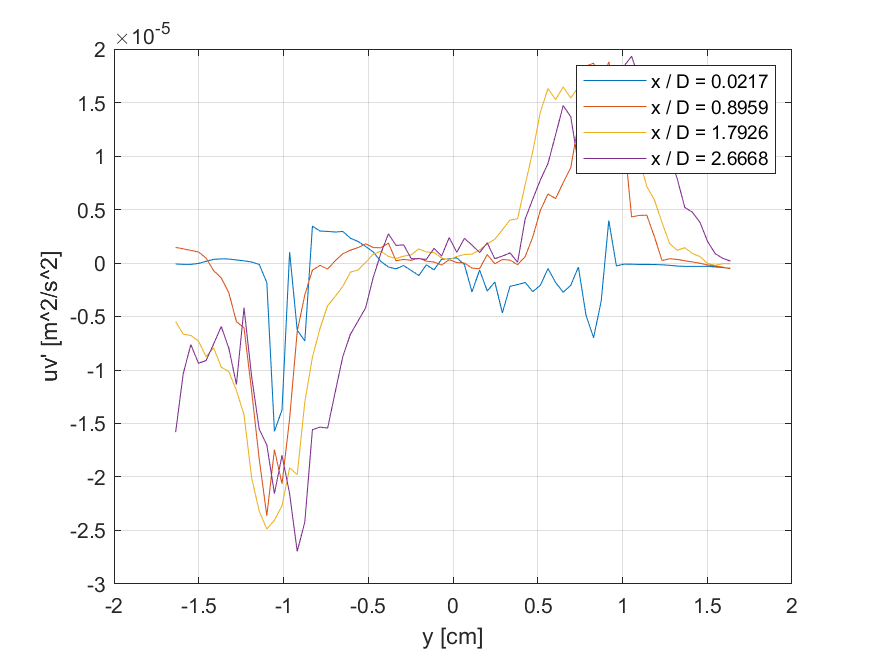 ×10-5
2
1.5
1
0.5
0
-0.5
-1
-1.5
-2
-2.5
-3
uv' [m^2/s^2]
x / D = 0.0217
x / D = 0.8959
x / D = 1.7926
x / D = 2.6668
-2 -1.5 -1 -0.5 0 0.5 1 1.5 2
y [cm]